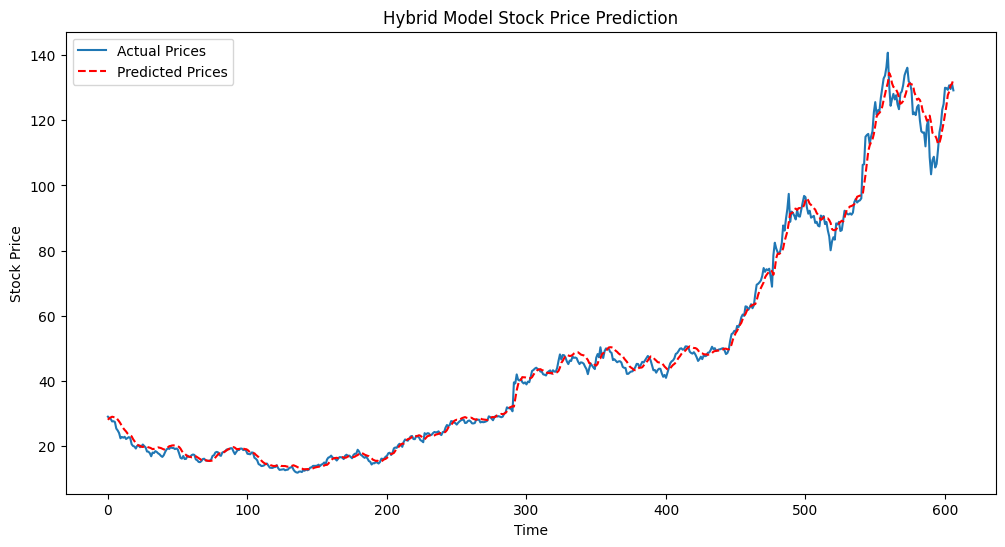 Hybrid Model Stock Price Prediction
Actual Prices
Predicted Prices
Stock Price
140
120
100
80
60
40
20
0 100 200 300 400 500 600
Time